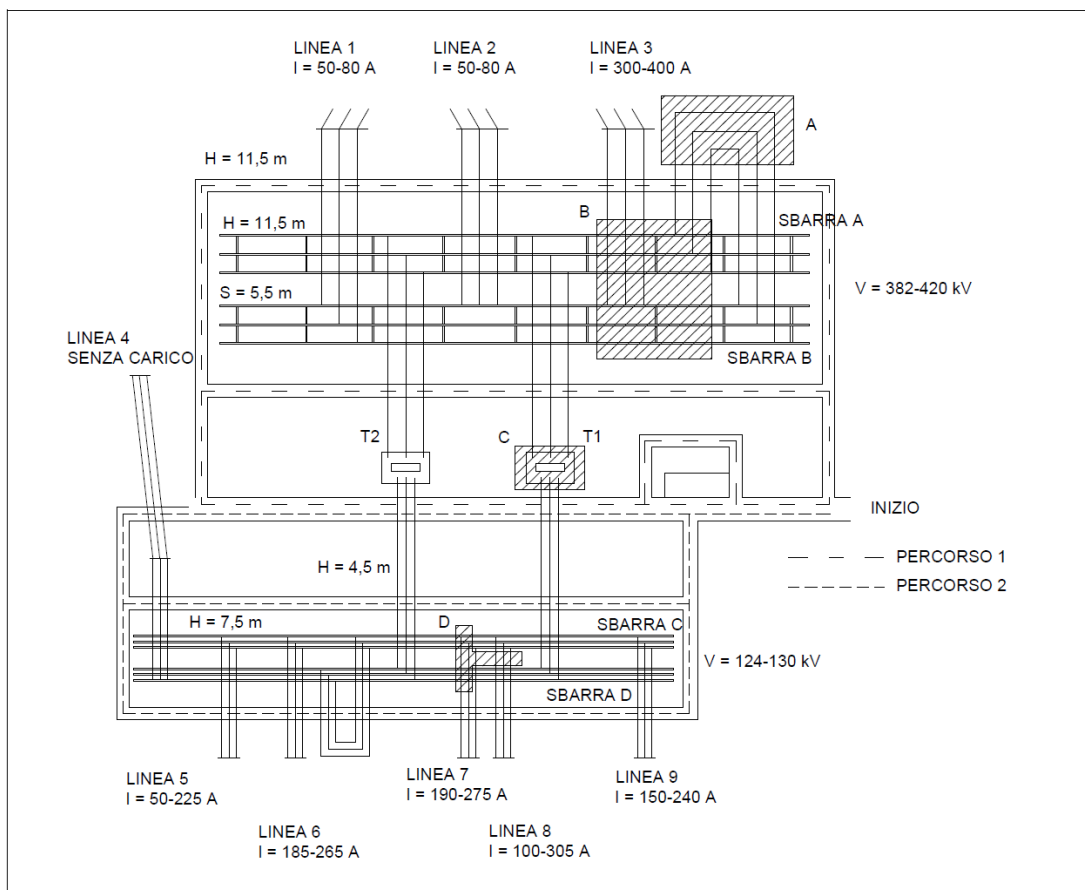 LINEA 1
I = 50-80 A
LINEA 2
I = 50-80 A
LINEA 3
I = 300-400 A
A
H = 11,5 m
B
H = 11,5 m
SBARRA A
S = 5,5 m
V = 382-420 kV
LINEA 4
SENZA CARICO
SBARRA B
T2
C
T1
INIZIO
PERCORSO 1
PERCORSO 2
H = 4,5 m
H = 7,5 m
D
SBARRA C
V = 124-130 kV
SBARRA D
LINEA 5
I = 50-225 A
LINEA 7
I = 190-275 A
LINEA 9
I = 150-240 A
LINEA 6
I = 185-265 A
LINEA 8
I = 100-305 A